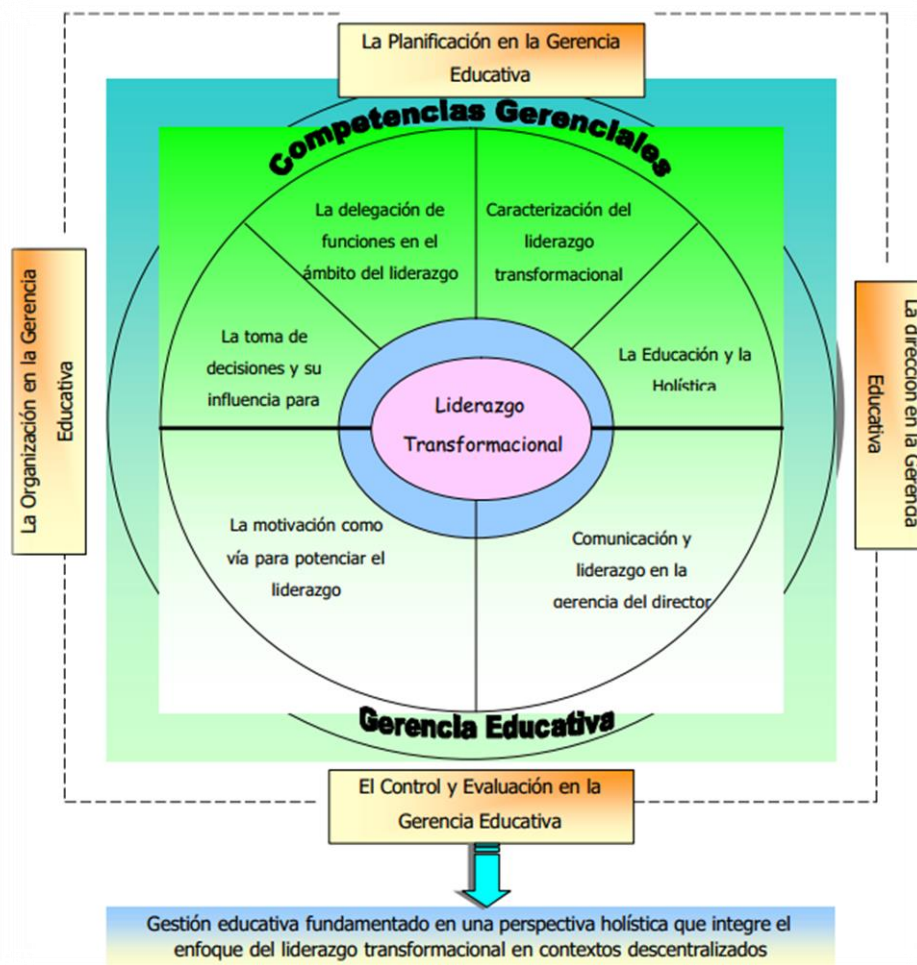 La Planificación en la Gerencia
Educativa
Competencias Gerenciales
La delegación de
funciones en el
ámbito del liderazgo
Caracterización del
liderazgo
transformacional
La Organización en la Gerencia
Educativa
La toma de
decisiones y su
influencia para
La Educación y la
Holística
La dirección en la Gerencia
Educativa
Liderazgo
Transformacional
La motivación como
vía para potenciar el
liderazgo
Comunicación y
liderazgo en la
gerencia del director
Gerencia Educativa
El Control y Evaluación en la
Gerencia Educativa
Gestión educativa fundamentado en una perspectiva holística que integre el
enfoque del liderazgo transformacional en contextos descentralizados